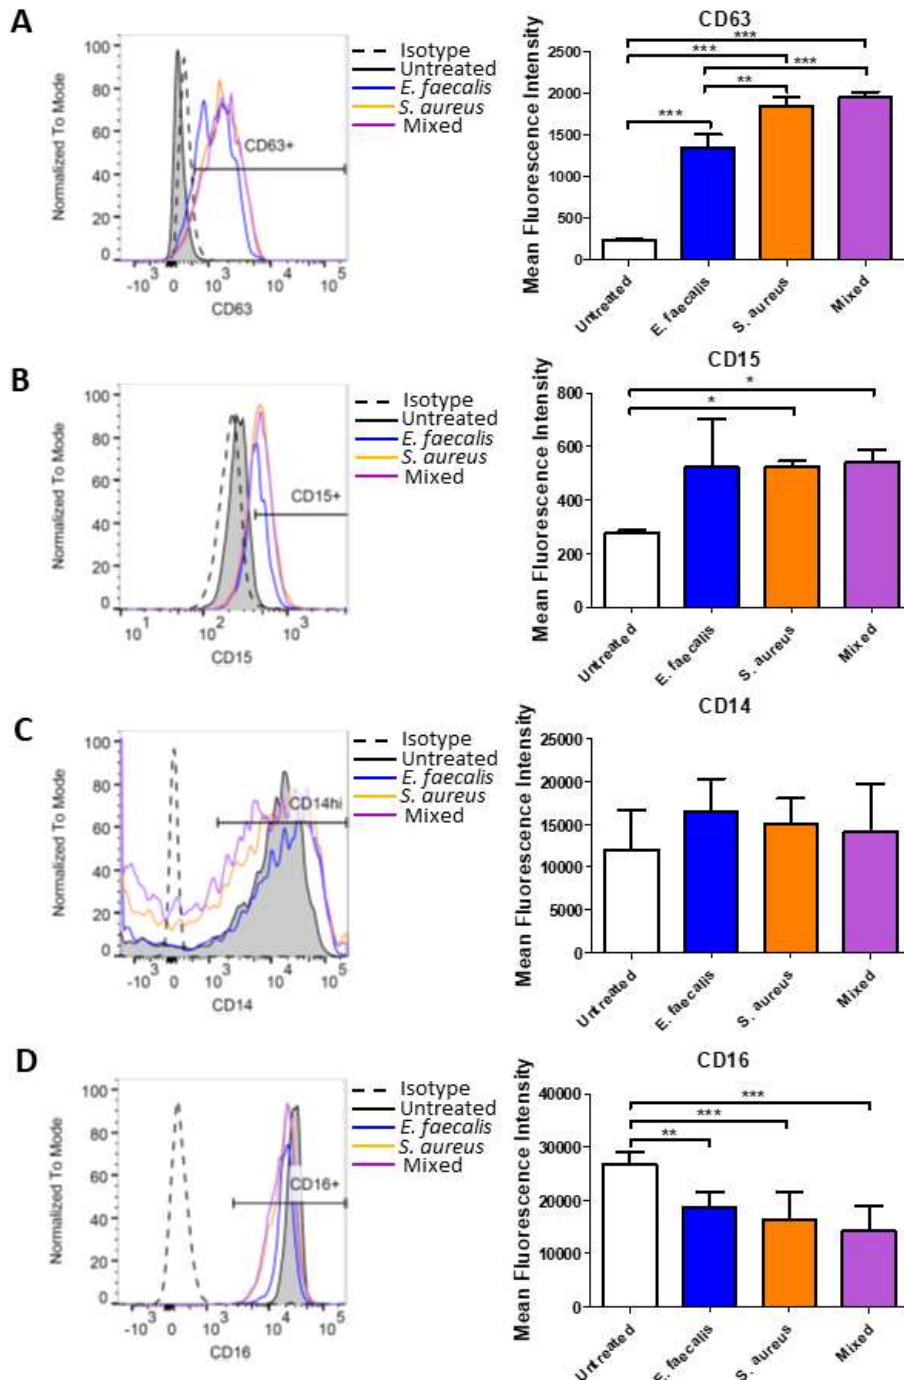 A
CD63
Normalized To Mode
100
80
60
40
20
0
CD63+
-10³ 0 10³ 10⁴ 10⁵
CD63
Isotype
Untreated
E. faecalis
S. aureus
Mixed
Mean Fluorescence Intensity
2500
2000
1500
1000
500
0
***
***
***
**
***
Untreated
E. faecalis
S. aureus
Mixed
B
CD15
Normalized To Mode
100
80
60
40
20
0
CD15+
10¹ 10² 10³
CD15
Isotype
Untreated
E. faecalis
S. aureus
Mixed
Mean Fluorescence Intensity
800
600
400
200
0
*
*
Untreated
E. faecalis
S. aureus
Mixed
C
CD14
Normalized To Mode
100
80
60
40
20
0
CD14hi
-10³ 0 10³ 10⁴ 10⁵
CD14
Isotype
Untreated
E. faecalis
S. aureus
Mixed
Mean Fluorescence Intensity
25000
20000
15000
10000
5000
0
Untreated
E. faecalis
S. aureus
Mixed
D
CD16
Normalized To Mode
100
80
60
40
20
0
CD16+
-10³ 0 10³ 10⁴ 10⁵
CD16
Isotype
Untreated
E. faecalis
S. aureus
Mixed
Mean Fluorescence Intensity
40000
30000
20000
10000
0
***
***
**
Untreated
E. faecalis
S. aureus
Mixed